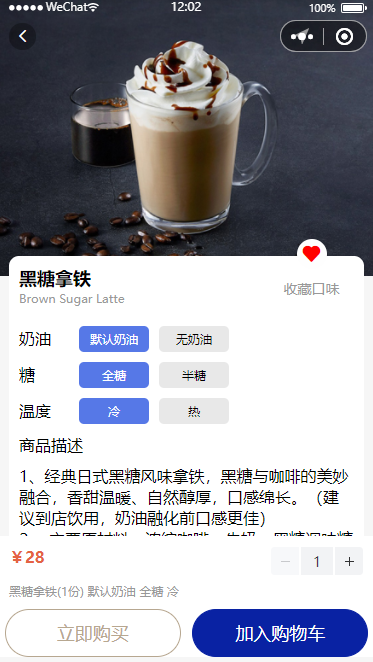 WeChat 12:02 100%
黑糖拿铁
Brown Sugar Latte
收藏口味
奶油 默认奶油 无奶油
糖 全糖 半糖
温度 冷 热
商品描述
1、经典日式黑糖风味拿铁，黑糖与咖啡的美妙
融合，香甜温暖、自然醇厚，口感绵长。（建
议到店饮用，奶油融化前口感更佳）
¥28 － 1 ＋
黑糖拿铁(1份) 默认奶油 全糖 冷
立即购买 加入购物车